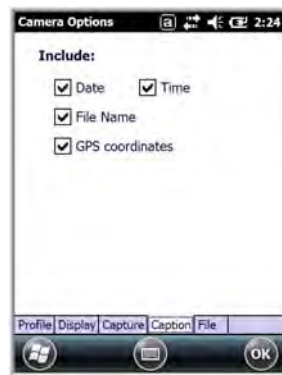 Camera Options a 2:24
Include:
Date Time
File Name
GPS coordinates
Profile Display Capture Caption File
OK